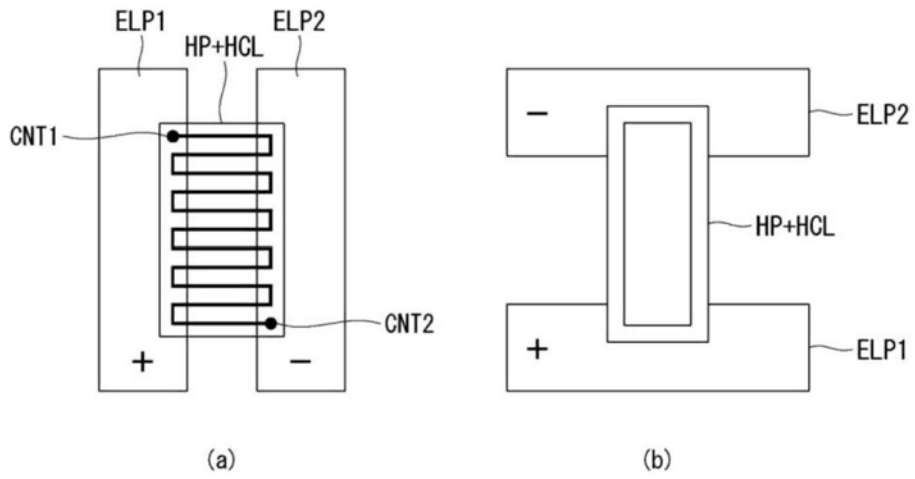 ELP1
ELP2
HP+HCL
CNT1
CNT2
+
−
(a)
−
ELP2
HP+HCL
+
ELP1
(b)